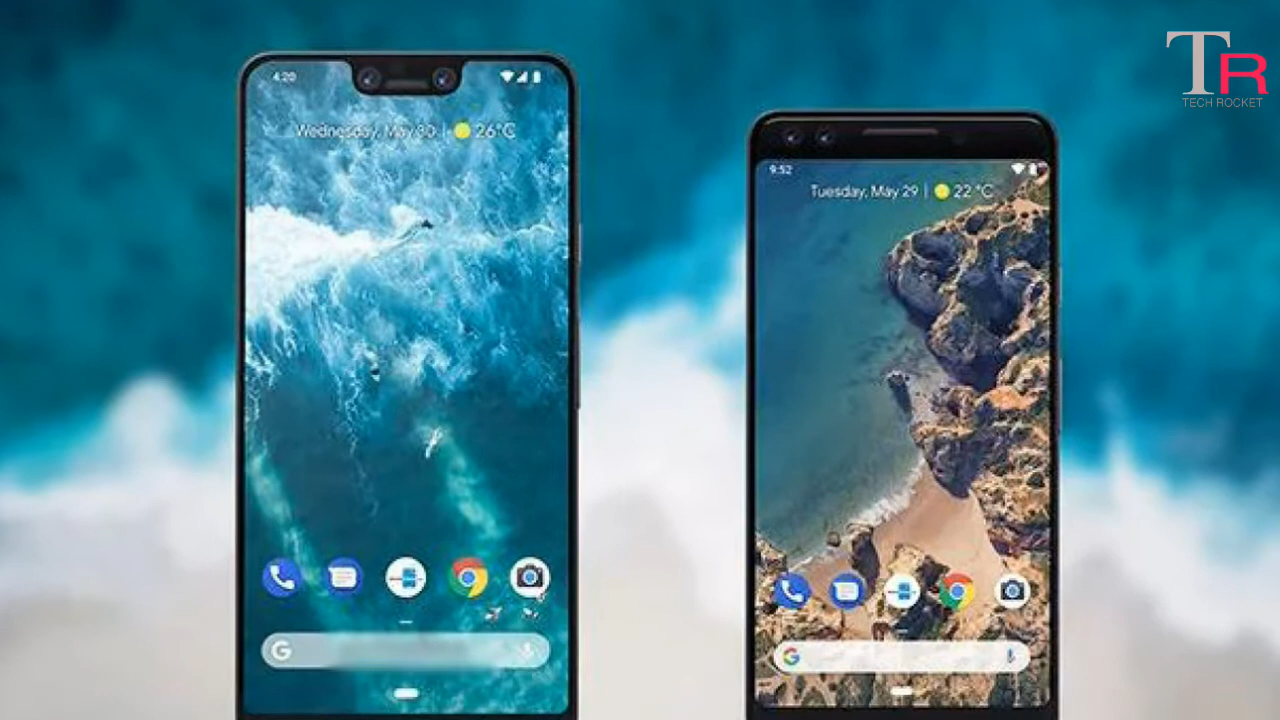 TR
TECH ROCKET
4:20
Wednesday, May 30 | 26°C
G
9:52
Tuesday, May 29 | 22 °C
G